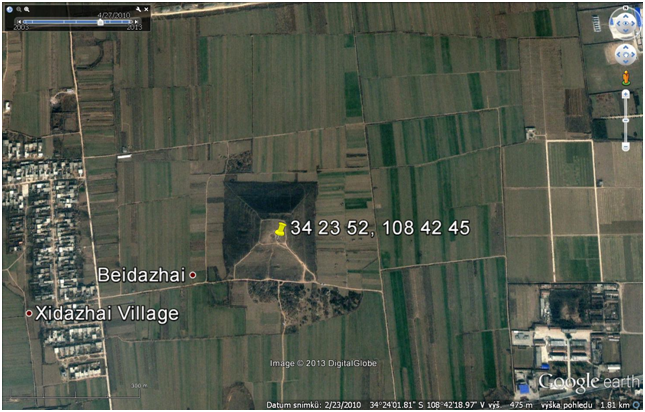 4/27/2010
2003
2013
34 23 52, 108 42 45
Beidazhai
Xidazhai Village
Image © 2013 DigitalGlobe
Google earth
300 m
Datum snímků: 2/23/2010 34°24'01.81" S 108°42'18.97" V výš. 475 m výška pohledu 1.81 km